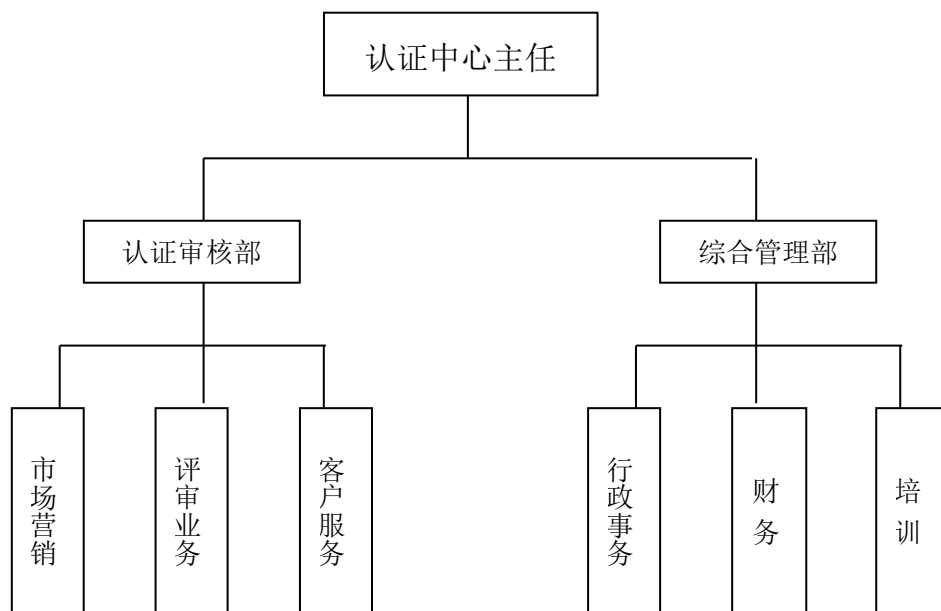 认证中心主任
认证审核部
综合管理部
市场营销
评审业务
客户服务
行政事务
财务
培训